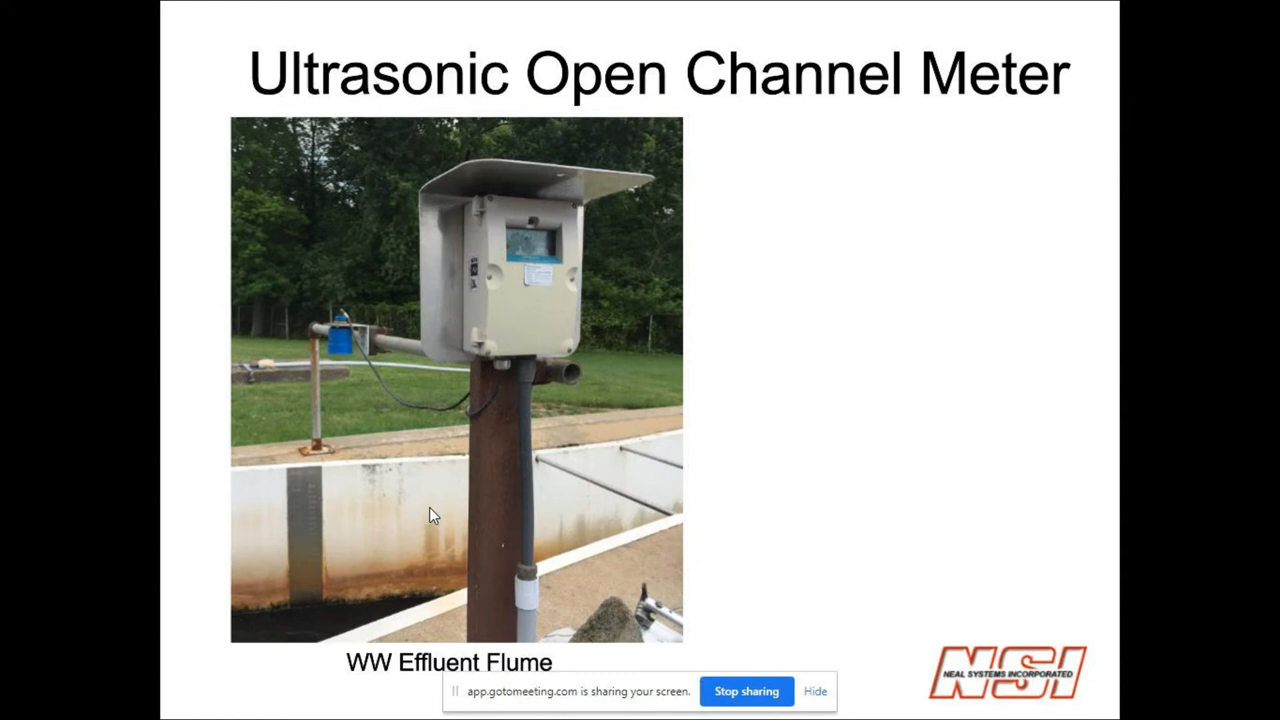 Ultrasonic Open Channel Meter
WW Effluent Flume
NSI
NEAL SYSTEMS INCORPORATED
app.gotomeeting.com is sharing your screen.
Stop sharing
Hide